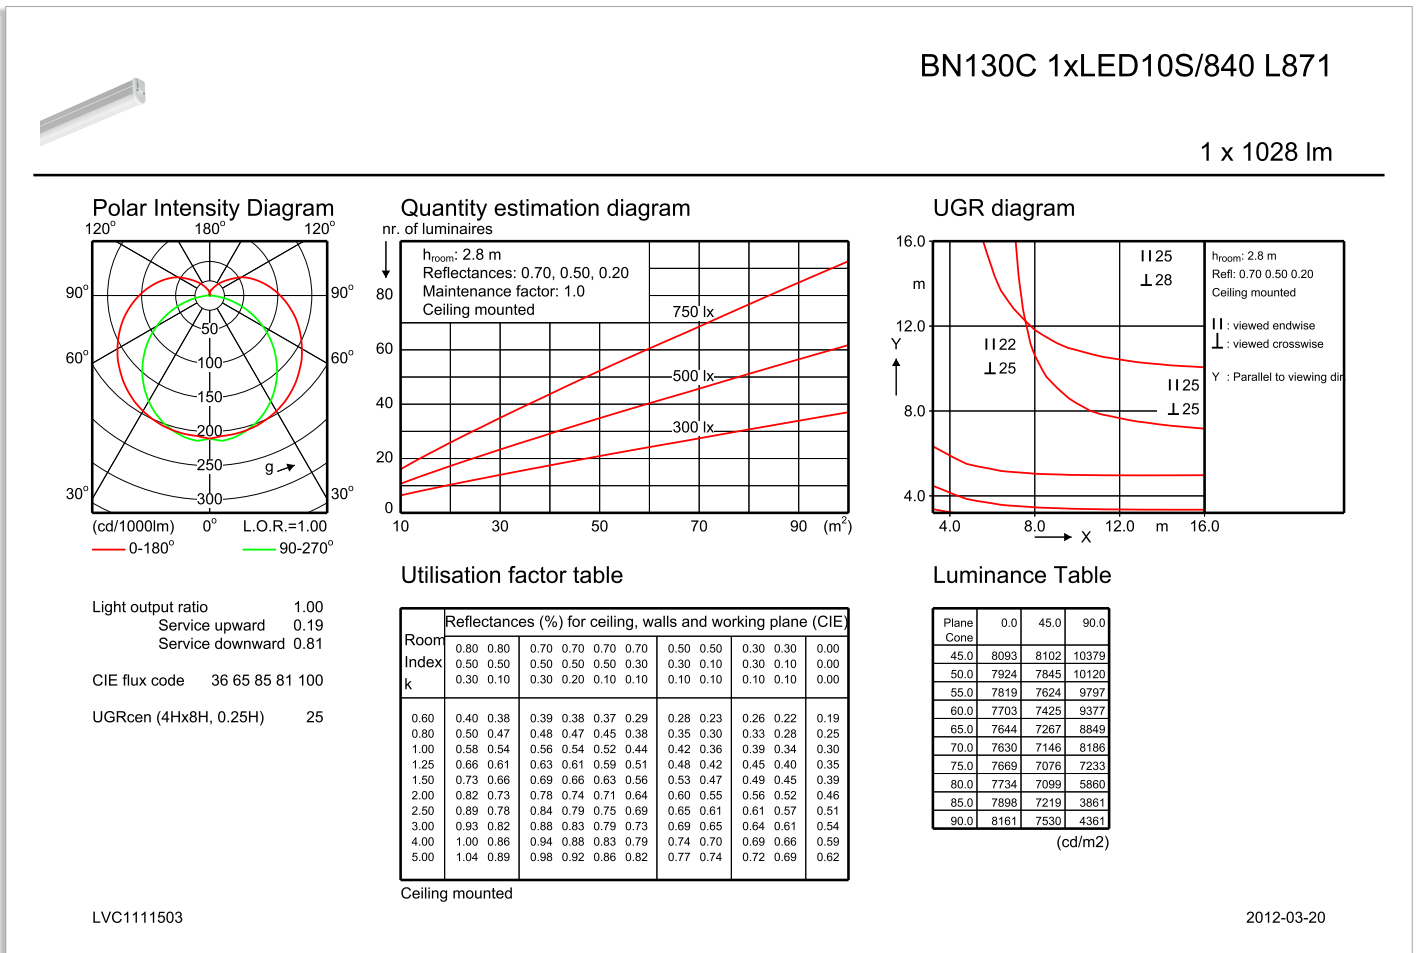 BN130C 1xLED10S/840 L871
1 x 1028 lm
Polar Intensity Diagram
120° 180° 120°
90° 90°
60° 60°
30° 30°
50
100
150
200
250
300
g
(cd/1000lm) 0° L.O.R.=1.00
0-180° 90-270°
Light output ratio 1.00
Service upward 0.19
Service downward 0.81
CIE flux code 36 65 85 81 100
UGRcen (4Hx8H, 0.25H) 25
Quantity estimation diagram
nr. of luminaires
hroom: 2.8 m
Reflectances: 0.70, 0.50, 0.20
Maintenance factor: 1.0
Ceiling mounted
80
60
40
20
0
750 lx
500 lx
300 lx
10 30 50 70 90 (m²)
UGR diagram
16.0
m
12.0
Y
8.0
4.0
||25
⊥28
||22
⊥25
||25
⊥25
4.0 8.0 12.0 m 16.0
X
hroom: 2.8 m
Refl: 0.70 0.50 0.20
Ceiling mounted
|| : viewed endwise
⊥ : viewed crosswise
Y : Parallel to viewing dir.
Utilisation factor table
Reflectances (%) for ceiling, walls and working plane (CIE)
Room
Index
k
0.80 0.80 0.70 0.70 0.70 0.70 0.50 0.50 0.30 0.30 0.00
0.50 0.50 0.50 0.50 0.50 0.30 0.30 0.10 0.30 0.10 0.00
0.30 0.10 0.30 0.20 0.10 0.10 0.10 0.10 0.10 0.10 0.00
0.60 0.40 0.38 0.39 0.38 0.37 0.29 0.28 0.23 0.26 0.22 0.19
0.80 0.50 0.47 0.48 0.47 0.45 0.38 0.35 0.30 0.33 0.28 0.25
1.00 0.58 0.54 0.56 0.54 0.52 0.44 0.42 0.36 0.39 0.34 0.30
1.25 0.66 0.61 0.63 0.61 0.59 0.51 0.48 0.42 0.45 0.40 0.35
1.50 0.73 0.66 0.69 0.66 0.63 0.56 0.53 0.47 0.49 0.45 0.39
2.00 0.82 0.73 0.78 0.74 0.71 0.64 0.60 0.55 0.56 0.52 0.46
2.50 0.89 0.78 0.84 0.79 0.75 0.69 0.65 0.61 0.61 0.57 0.51
3.00 0.93 0.82 0.88 0.83 0.79 0.73 0.69 0.65 0.64 0.61 0.54
4.00 1.00 0.86 0.94 0.88 0.83 0.79 0.74 0.70 0.69 0.66 0.59
5.00 1.04 0.89 0.98 0.92 0.86 0.82 0.77 0.74 0.72 0.69 0.62
Ceiling mounted
Luminance Table
Plane 0.0 45.0 90.0
Cone
45.0 8093 8102 10379
50.0 7924 7845 10120
55.0 7819 7624 9797
60.0 7703 7425 9377
65.0 7644 7267 8849
70.0 7630 7146 8186
75.0 7669 7076 7233
80.0 7734 7099 5860
85.0 7898 7219 3861
90.0 8161 7530 4361
(cd/m2)
LVC1111503
2012-03-20